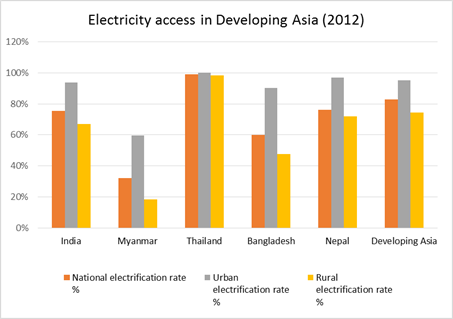 Electricity access in Developing Asia (2012)
120%
100%
80%
60%
40%
20%
0%
India Myanmar Thailand Bangladesh Nepal Developing Asia
National electrification rate Urban Rural
% electrification rate electrification rate
% %